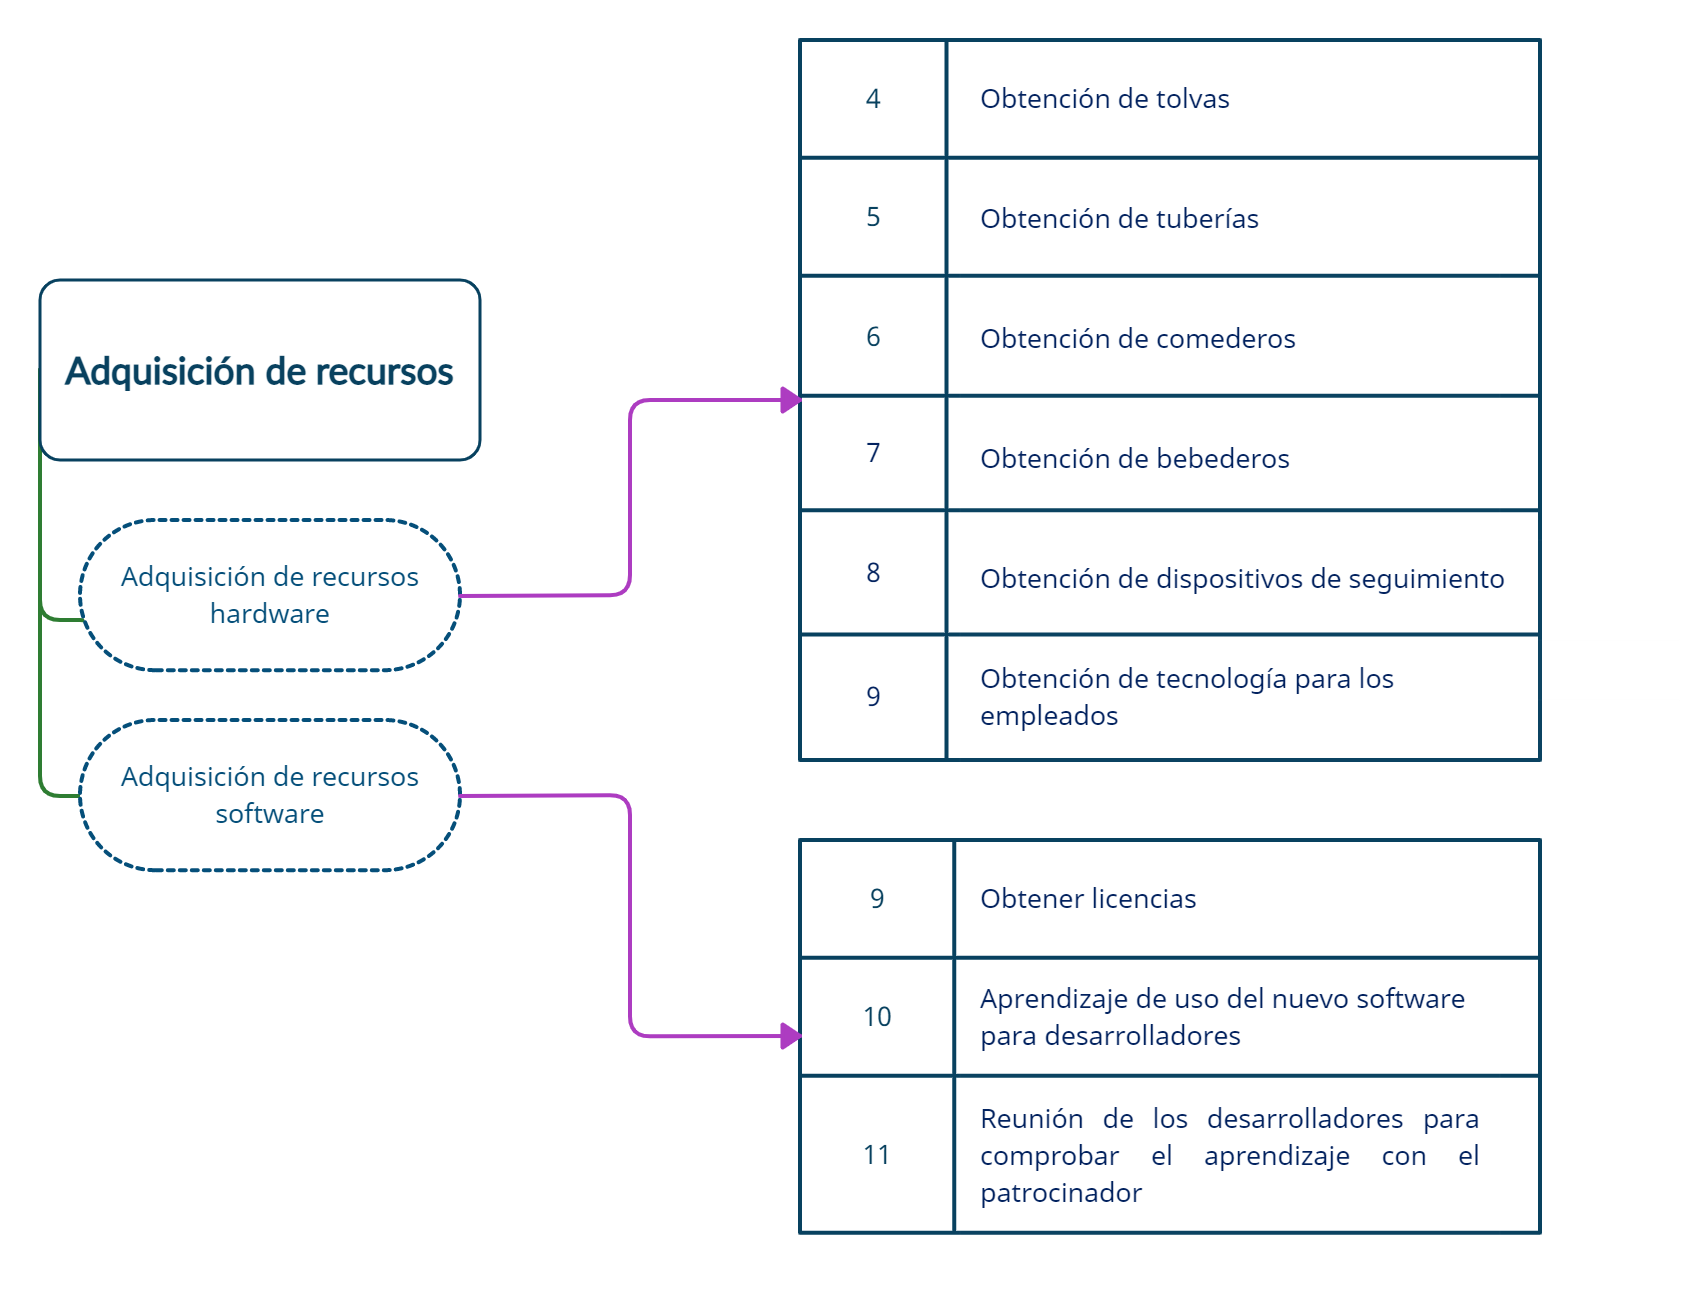 Adquisición de recursos
Adquisición de recursos
hardware
Adquisición de recursos
software
4 Obtención de tolvas
5 Obtención de tuberías
6 Obtención de comederos
7 Obtención de bebederos
8 Obtención de dispositivos de seguimiento
9 Obtención de tecnología para los
empleados
9 Obtener licencias
10 Aprendizaje de uso del nuevo software
para desarrolladores
11 Reunión de los desarrolladores para
comprobar el aprendizaje con el
patrocinador